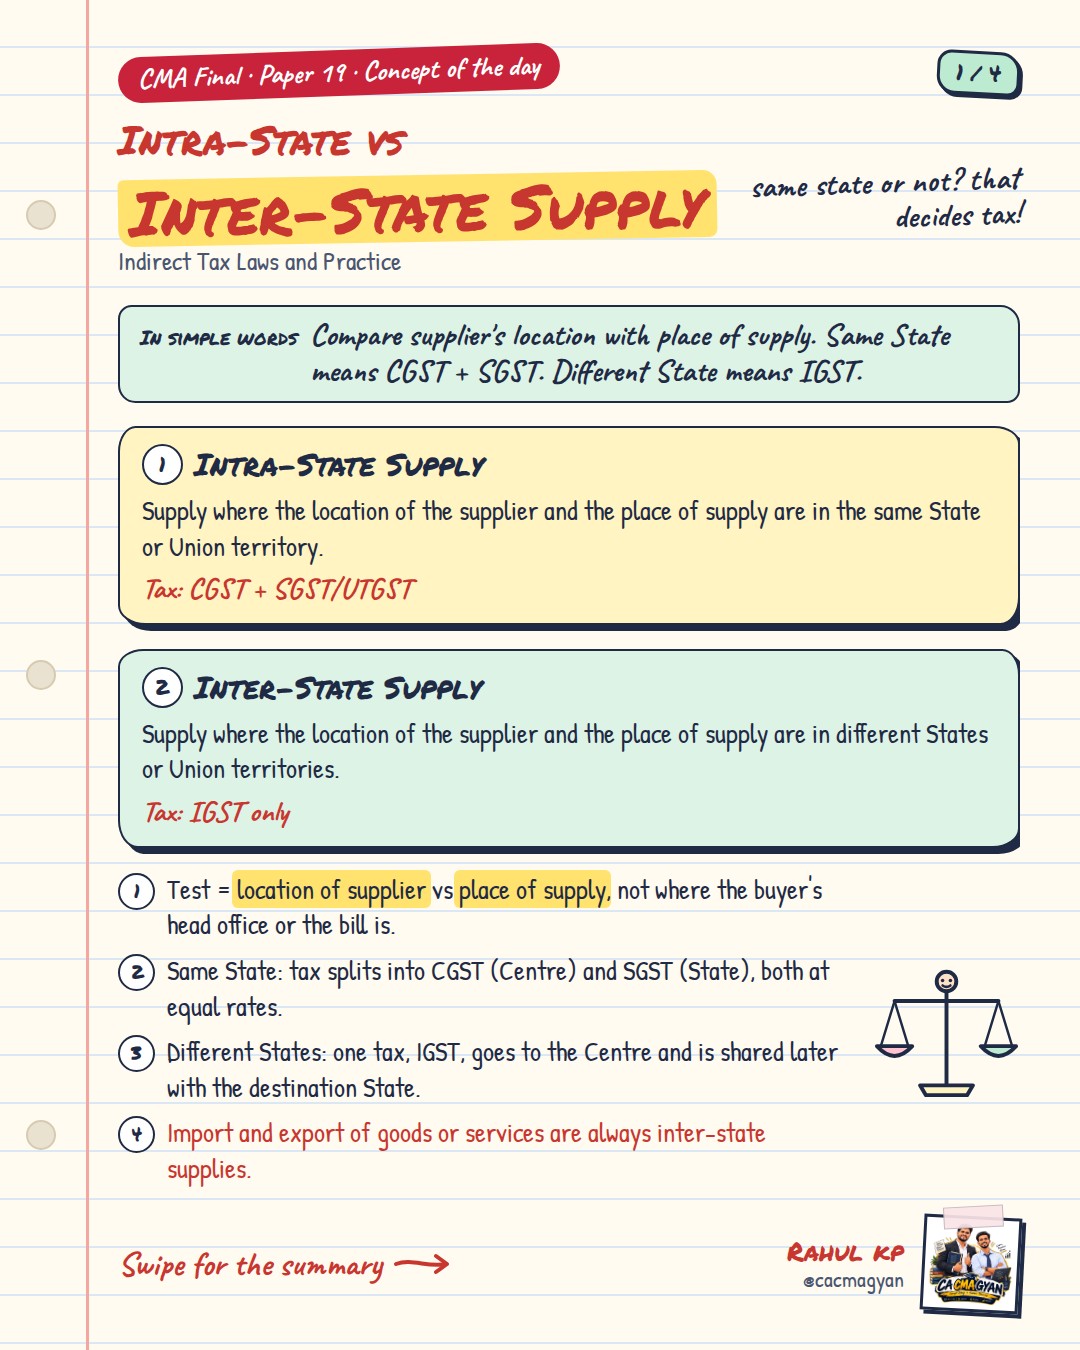 CMA Final · Paper 19 · Concept of the day
1 / 4
Intra-State vs
Inter-State Supply
same state or not? that
decides tax!
Indirect Tax Laws and Practice
In simple words Compare supplier's location with place of supply. Same State
means CGST + SGST. Different State means IGST.
1 Intra-State Supply
Supply where the location of the supplier and the place of supply are in the same State
or Union territory.
Tax: CGST + SGST/UTGST
2 Inter-State Supply
Supply where the location of the supplier and the place of supply are in different States
or Union territories.
Tax: IGST only
1 Test = location of supplier vs place of supply, not where the buyer's
head office or the bill is.
2 Same State: tax splits into CGST (Centre) and SGST (State), both at
equal rates.
3 Different States: one tax, IGST, goes to the Centre and is shared later
with the destination State.
4 Import and export of goods or services are always inter-state
supplies.
Swipe for the summary →
Rahul KP
@cacmagyan
CA CMA GYAN